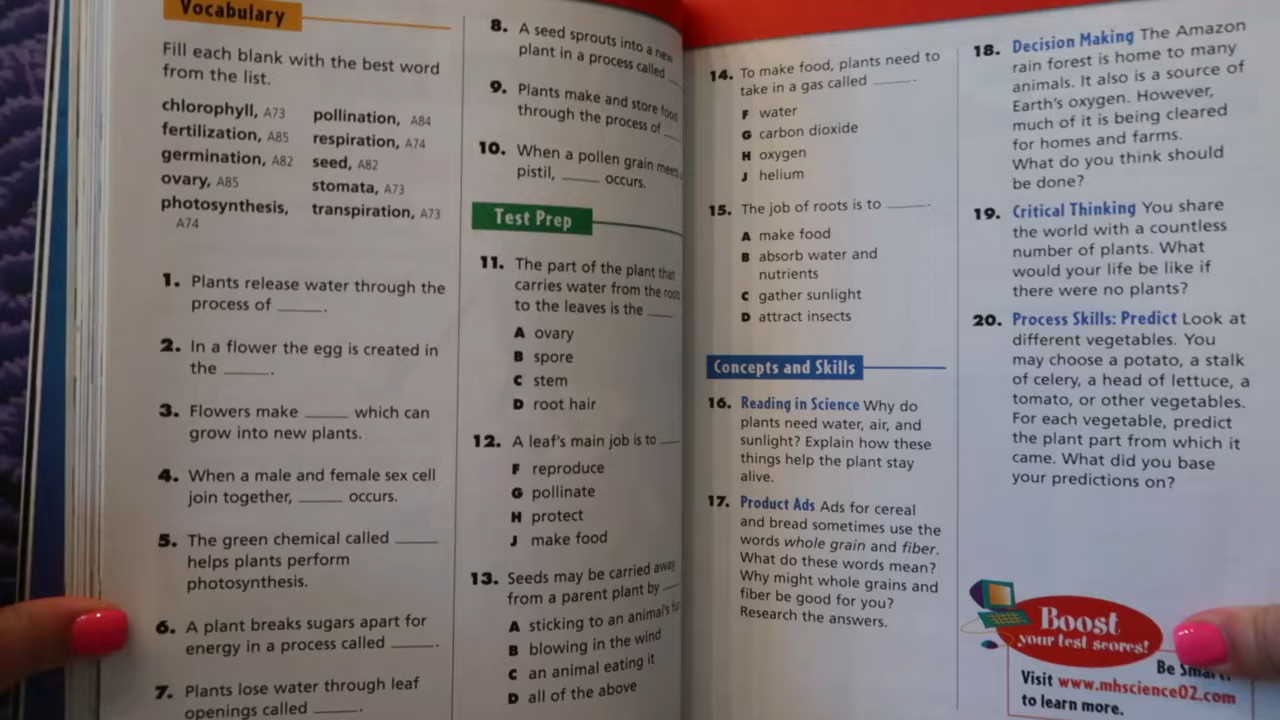 Vocabulary
Fill each blank with the best word
from the list.
chlorophyll, A73
fertilization, A85
germination, A82
ovary, A85
photosynthesis,
A74
pollination, A84
respiration, A74
seed, A82
stomata, A73
transpiration, A73
1. Plants release water through the
process of _____.
2. In a flower the egg is created in
the _____.
3. Flowers make _____ which can
grow into new plants.
4. When a male and female sex cell
join together, _____ occurs.
5. The green chemical called _____
helps plants perform
photosynthesis.
6. A plant breaks sugars apart for
energy in a process called _____.
7. Plants lose water through leaf
openings called _____.
8. A seed sprouts into a new
plant in a process called _____
9. Plants make and store food
through the process of _____
10. When a pollen grain meets
pistil, _____ occurs.
Test Prep
11. The part of the plant that
carries water from the roots
to the leaves is the _____
A ovary
B spore
C stem
D root hair
12. A leaf's main job is to _____
F reproduce
G pollinate
H protect
J make food
13. Seeds may be carried away
from a parent plant by _____
A sticking to an animal's fur
B blowing in the wind
C an animal eating it
D all of the above
14. To make food, plants need to
take in a gas called _____.
F water
G carbon dioxide
H oxygen
J helium
15. The job of roots is to _____.
A make food
B absorb water and
nutrients
C gather sunlight
D attract insects
Concepts and Skills
16. Reading in Science Why do
plants need water, air, and
sunlight? Explain how these
things help the plant stay
alive.
17. Product Ads Ads for cereal
and bread sometimes use the
words whole grain and fiber.
What do these words mean?
Why might whole grains and
fiber be good for you?
Research the answers.
18. Decision Making The Amazon
rain forest is home to many
animals. It also is a source of
Earth's oxygen. However,
much of it is being cleared
for homes and farms.
What do you think should
be done?
19. Critical Thinking You share
the world with a countless
number of plants. What
would your life be like if
there were no plants?
20. Process Skills: Predict Look at
different vegetables. You
may choose a potato, a stalk
of celery, a head of lettuce, a
tomato, or other vegetables.
For each vegetable, predict
the plant part from which it
came. What did you base
your predictions on?
Boost
your test scores!
Be Smart!
Visit www.mhscience02.com
to learn more.